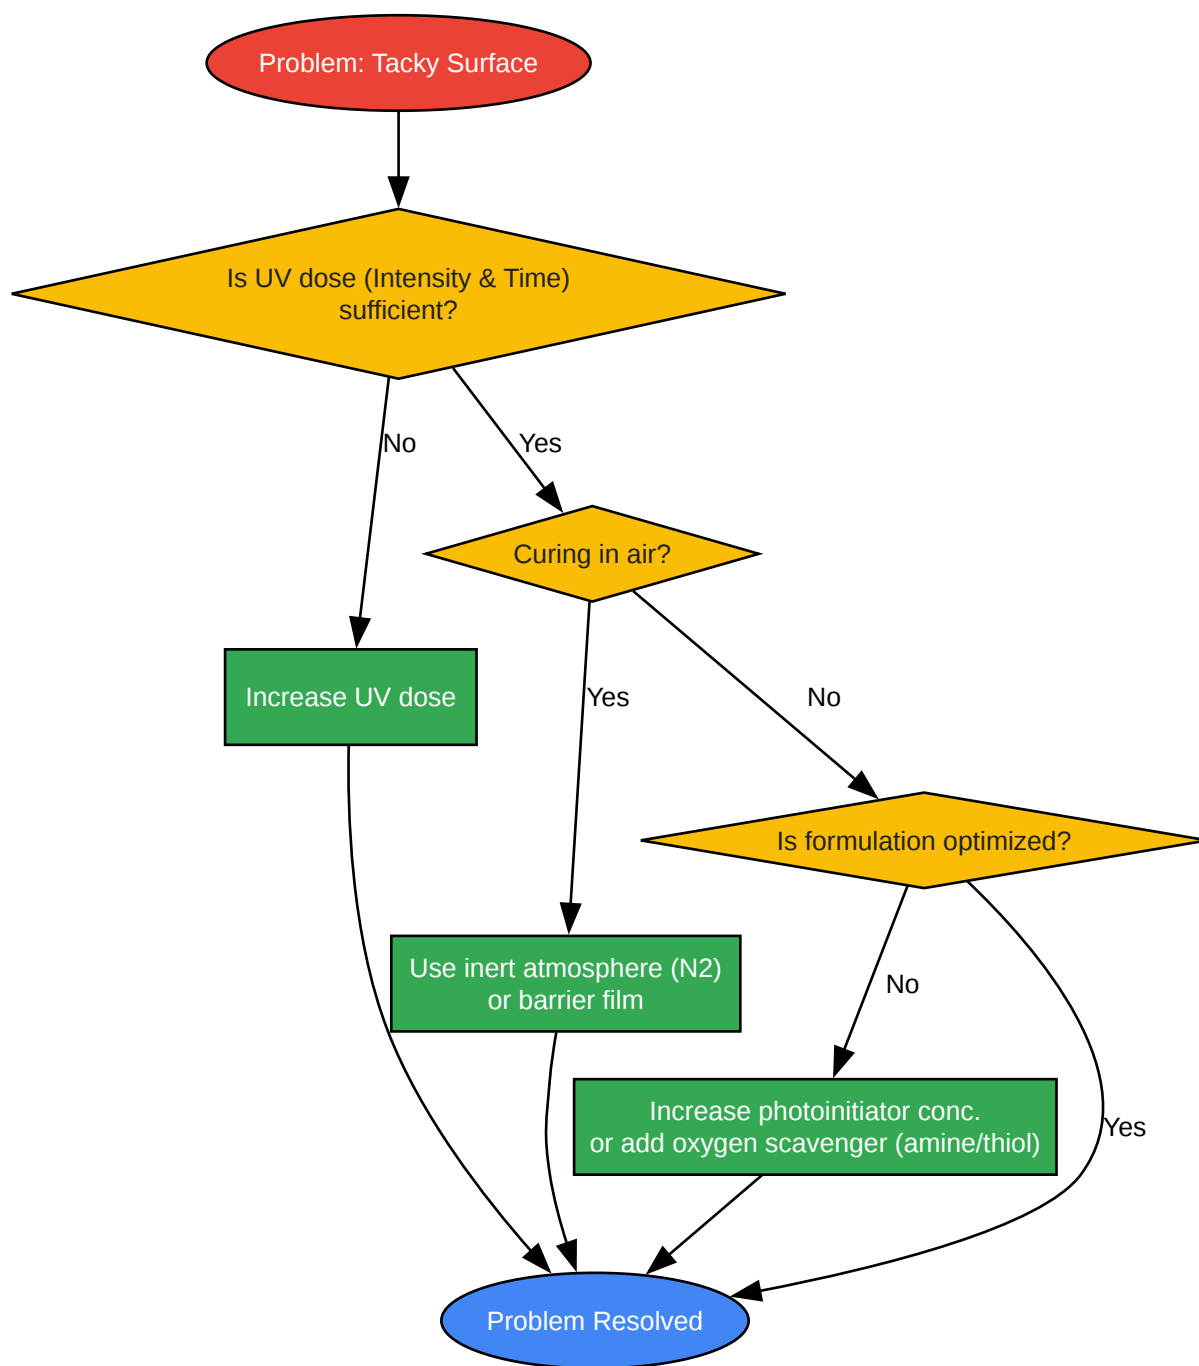 Problem: Tacky Surface
Is UV dose (Intensity & Time)
sufficient?
No
Yes
Curing in air?
Increase UV dose
Yes
No
Is formulation optimized?
Use inert atmosphere (N2)
or barrier film
No
Increase photoinitiator conc.
or add oxygen scavenger (amine/thiol)
Yes
Problem Resolved